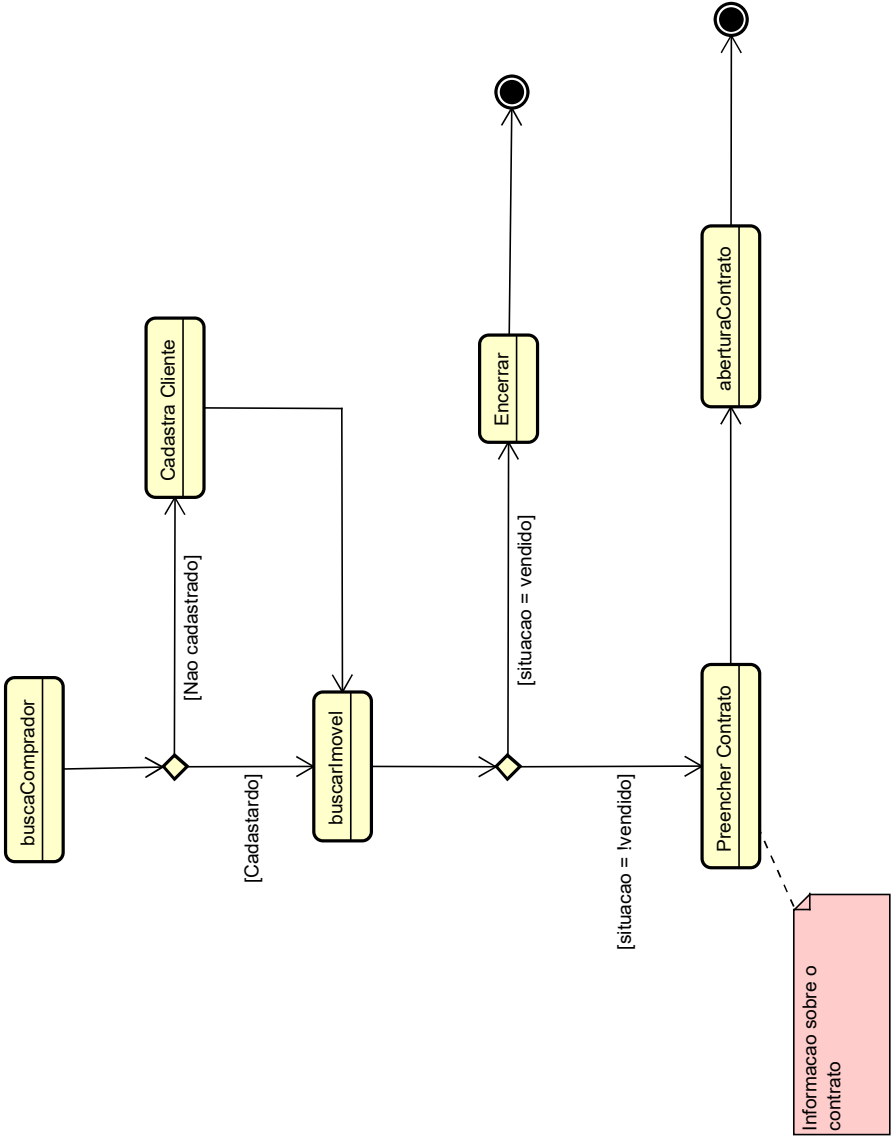 buscaComprador
[Nao cadastrado]
Cadastra Cliente
[Cadastardo]
buscarImovel
[situacao = vendido]
Encerrar
[situacao = !vendido]
Preencher Contrato
aberturaContrato
Informacao sobre o
contrato